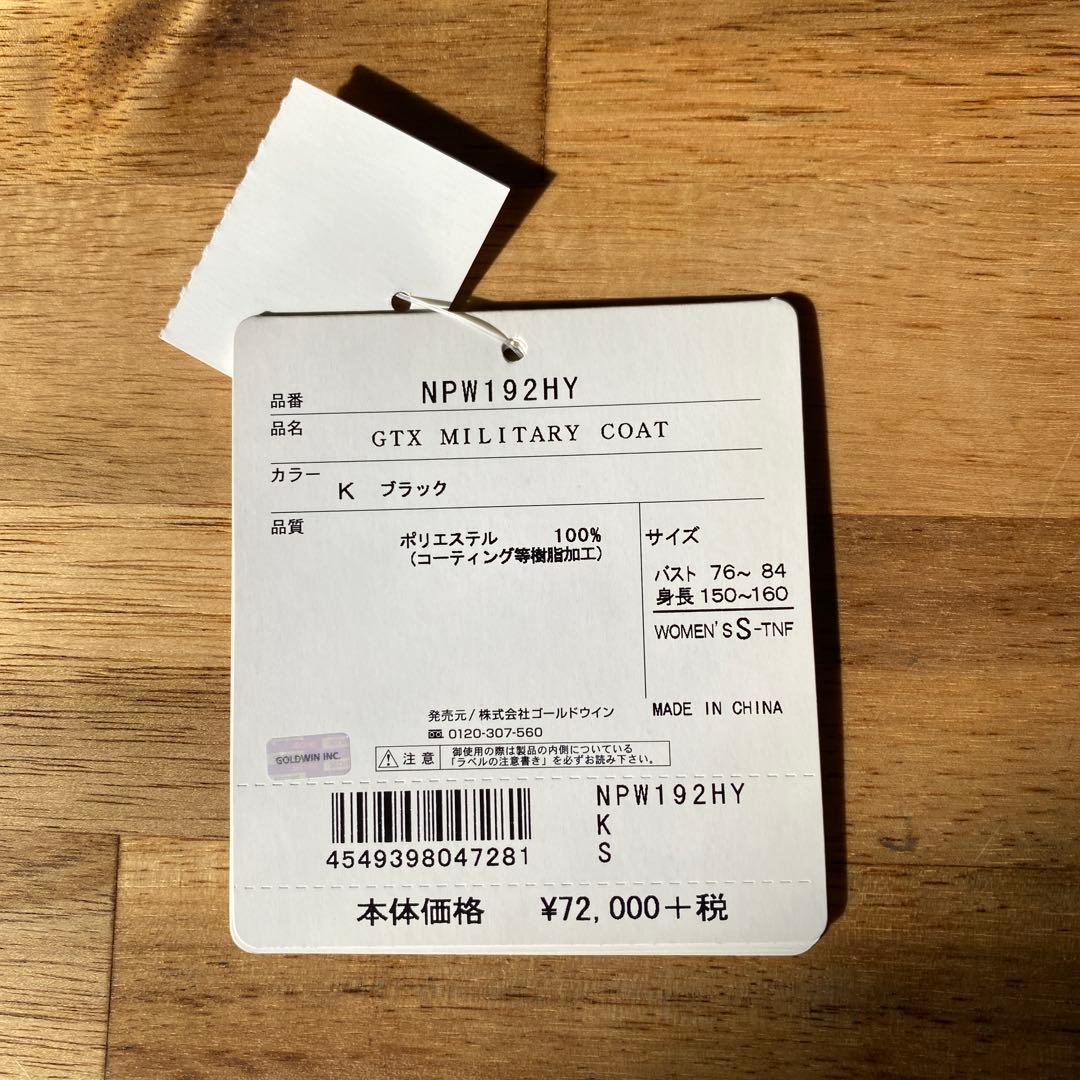 品番 NPW192HY
品名 GTX MILITARY COAT
カラー K ブラック
品質 ポリエステル 100%
(コーティング等樹脂加工)
サイズ
バスト 76～ 84
身長 150～160
WOMEN'S S-TNF
MADE IN CHINA
発売元/株式会社ゴールドウイン
0120-307-560
GOLDWIN INC.
注意 御使用の際は製品の内側についている
「ラベルの注意書き」を必ずお読み下さい。
NPW192HY
K
S
4549398047281
本体価格 ¥72,000+税